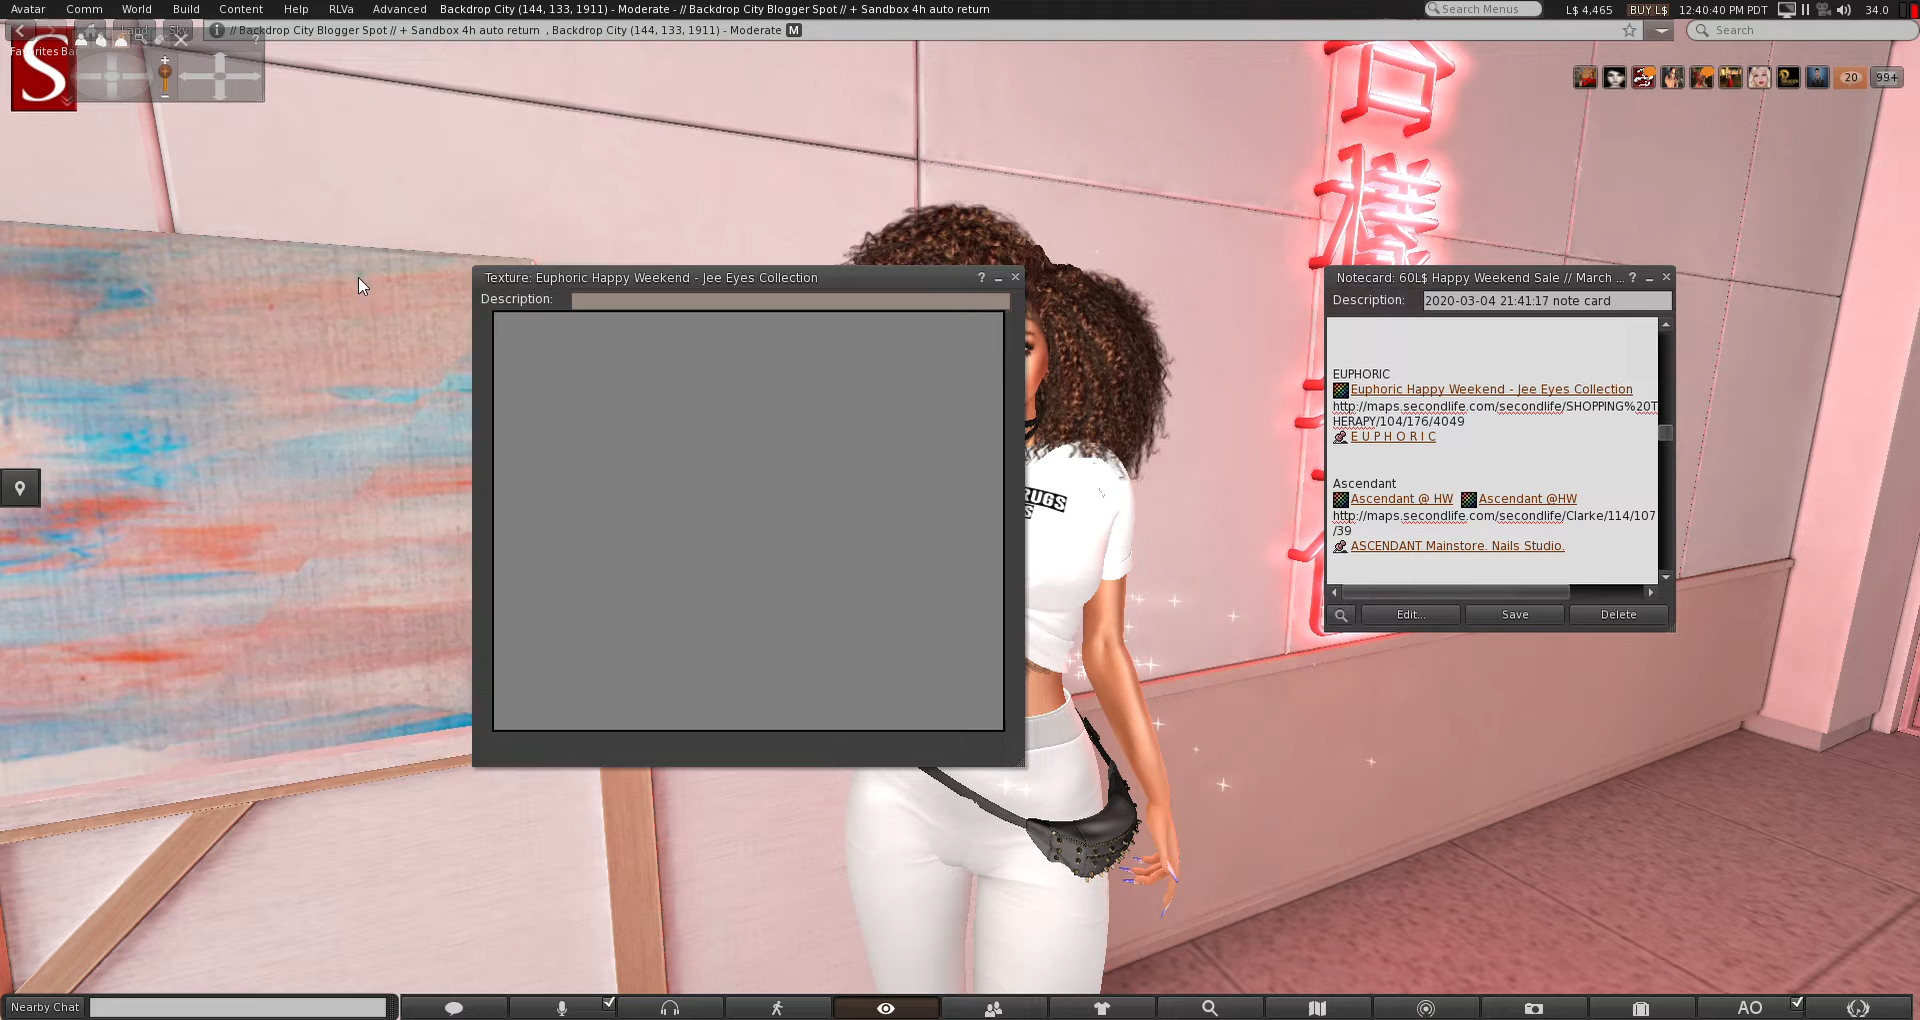 Avatar Comm World Build Content Help RLVa Advanced Backdrop City (144, 133, 1911) - Moderate - // Backdrop City Blogger Spot // + Sandbox 4h auto return Search Menus L$ 4,465 BUY L$ 12:40:40 PM PDT 34.0
Land Sky // Backdrop City Blogger Spot // + Sandbox 4h auto return , Backdrop City (144, 133, 1911) - Moderate M Search
Favorites Ba
S
20 99+
Texture: Euphoric Happy Weekend - Jee Eyes Collection ? 
Description:
Notecard: 60L$ Happy Weekend Sale // March ... ?
Description: 2020-03-04 21:41:17 note card
EUPHORIC
Euphoric Happy Weekend - Jee Eyes Collection
http://maps.secondlife.com/secondlife/SHOPPING%20T
HERAPY/104/176/4049
E U P H O R I C
Ascendant
Ascendant @ HW Ascendant @HW
http://maps.secondlife.com/secondlife/Clarke/114/107
/39
ASCENDANT Mainstore. Nails Studio.
Edit... Save Delete
RUGS
S
Nearby Chat AO